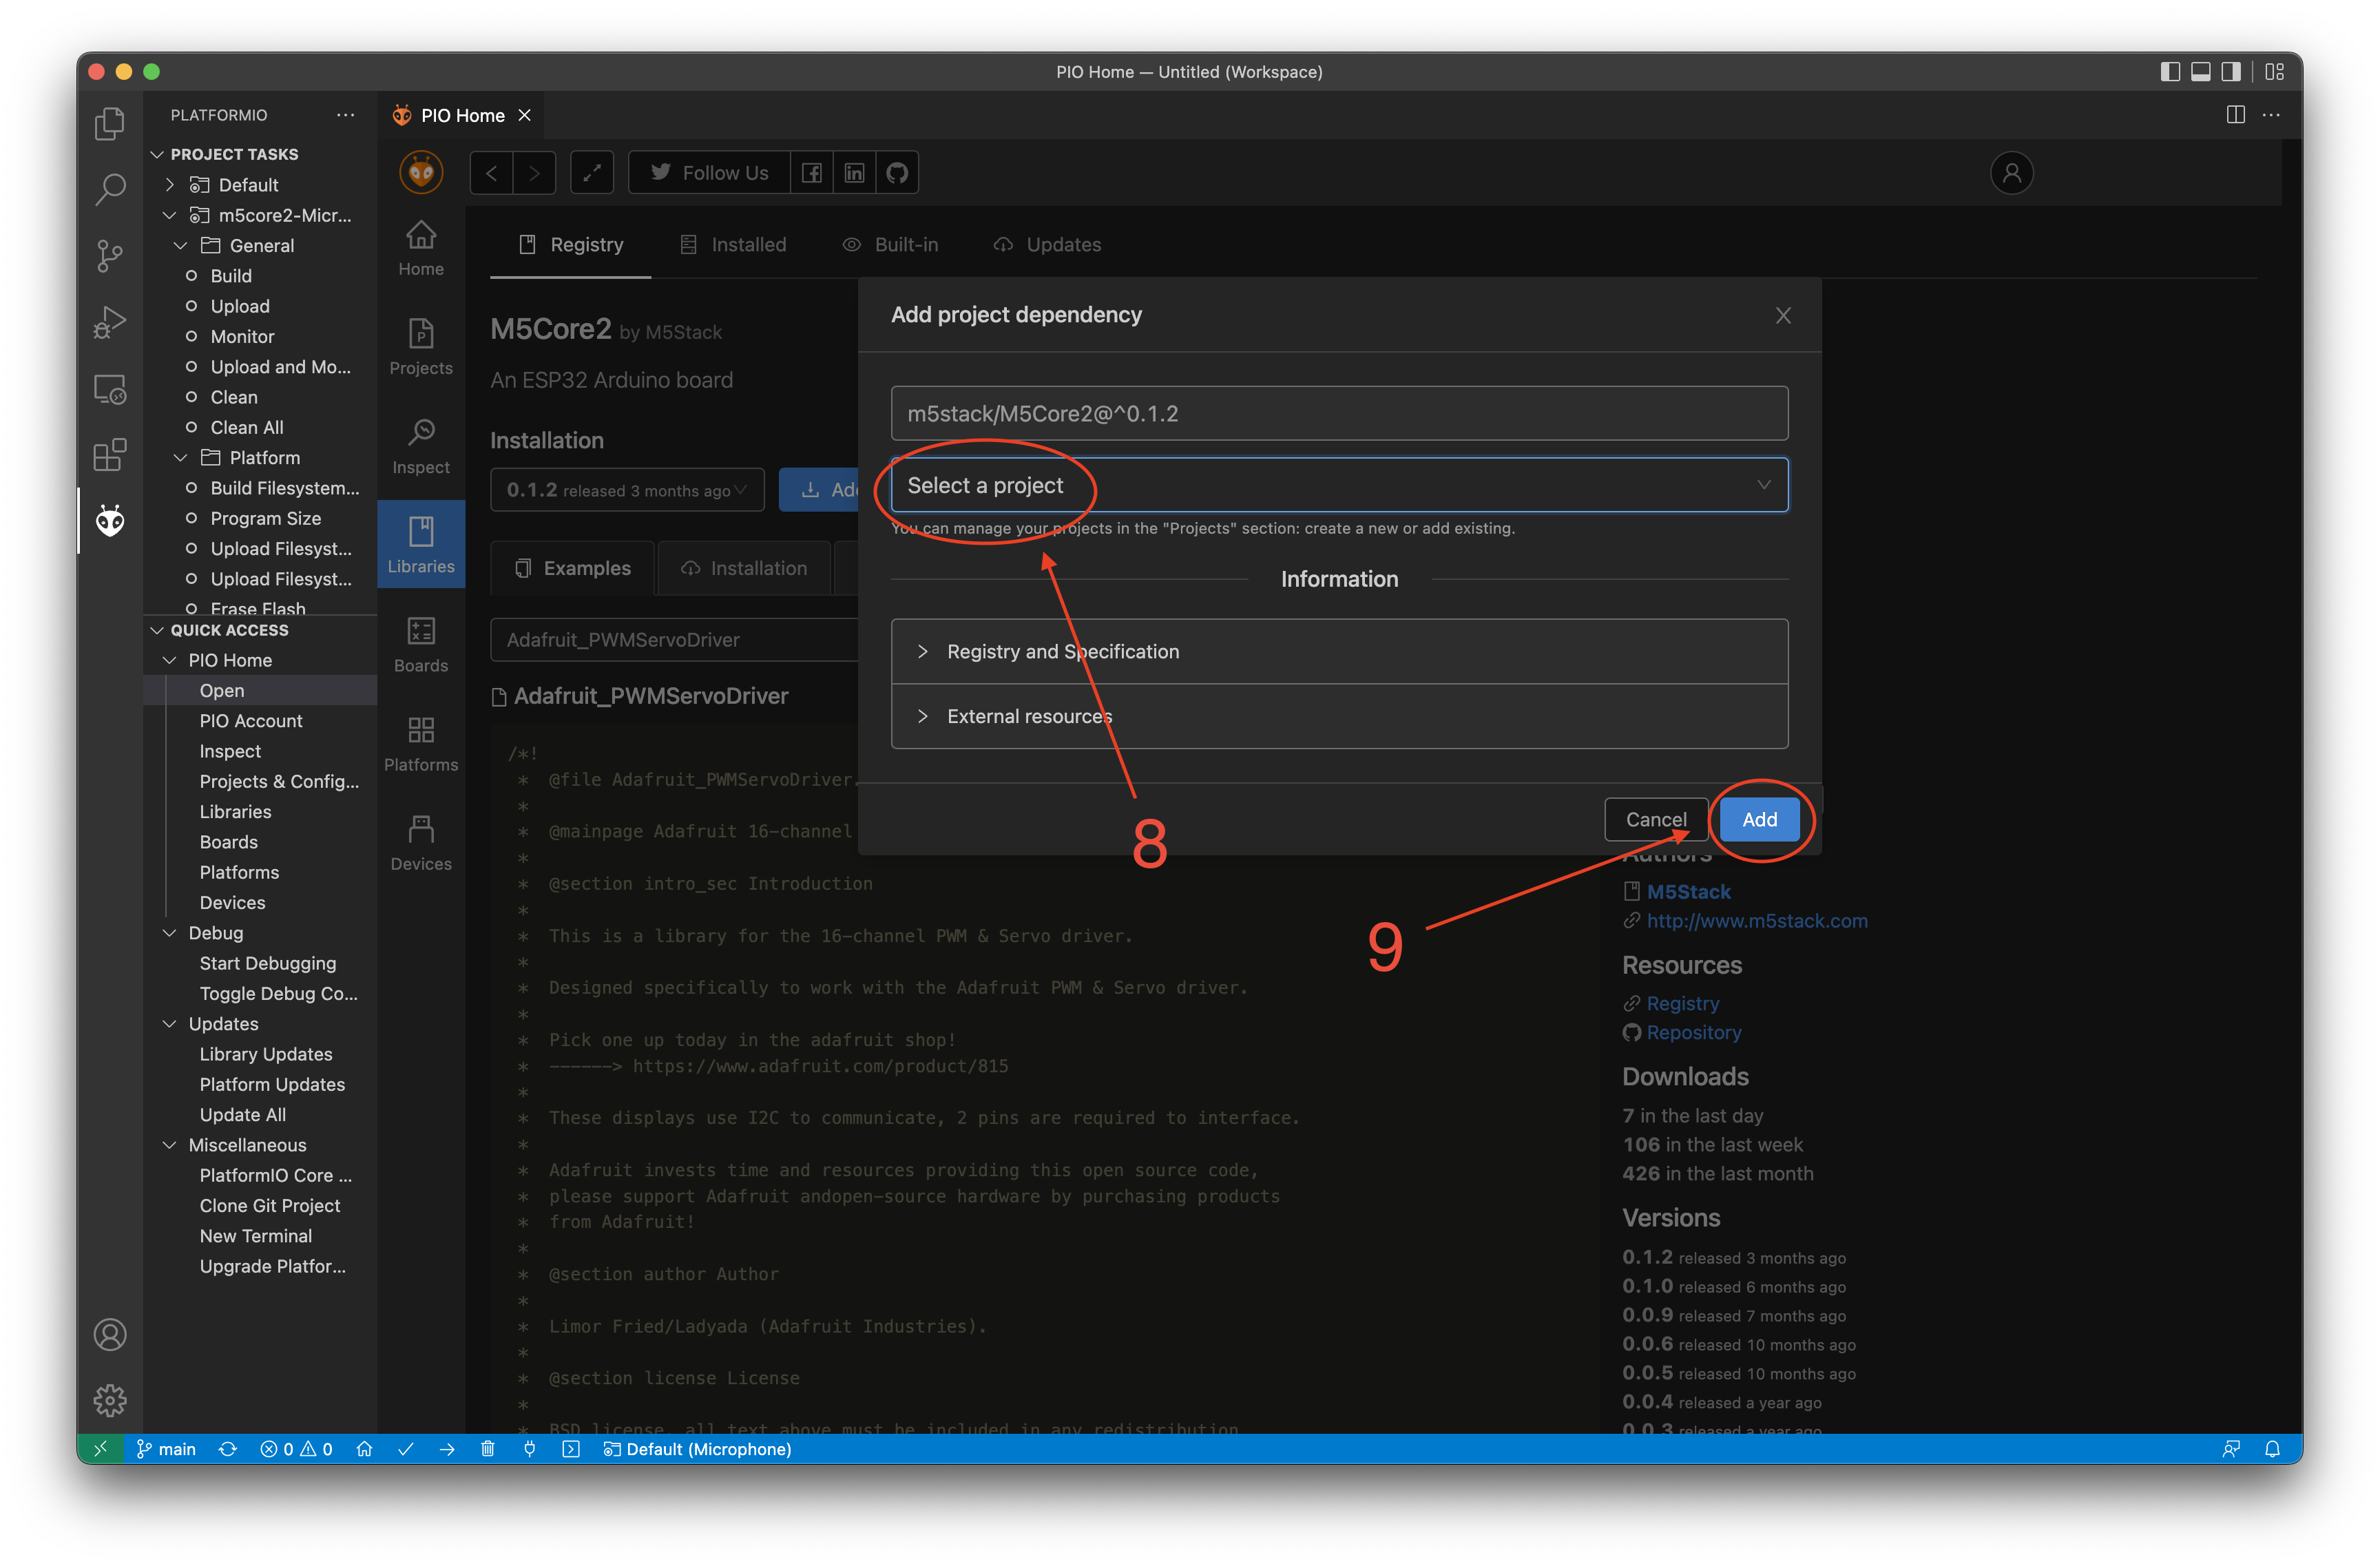 PIO Home — Untitled (Workspace)
PLATFORMIO
PROJECT TASKS
Default
m5core2-Micr...
General
Build
Upload
Monitor
Upload and Mo...
Clean
Clean All
Platform
Build Filesystem...
Program Size
Upload Filesyst...
Upload Filesyst...
Erase Flash
QUICK ACCESS
PIO Home
Open
PIO Account
Inspect
Projects & Config...
Libraries
Boards
Platforms
Devices
Debug
Start Debugging
Toggle Debug Co...
Updates
Library Updates
Platform Updates
Update All
Miscellaneous
PlatformIO Core ...
Clone Git Project
New Terminal
Upgrade Platfor...
PIO Home
Follow Us
Home
Projects
Inspect
Libraries
Boards
Platforms
Devices
Registry Installed Built-in Updates
M5Core2 by M5Stack
An ESP32 Arduino board
Installation
0.1.2 released 3 months ago
Examples Installation
Adafruit_PWMServoDriver
Adafruit_PWMServoDriver
/*!
* @file Adafruit_PWMServoDriver.
*
* @mainpage Adafruit 16-channel
*
* @section intro_sec Introduction
*
* This is a library for the 16-channel PWM & Servo driver.
*
* Designed specifically to work with the Adafruit PWM & Servo driver.
*
* Pick one up today in the adafruit shop!
* ------> https://www.adafruit.com/product/815
*
* These displays use I2C to communicate, 2 pins are required to interface.
*
* Adafruit invests time and resources providing this open source code,
* please support Adafruit andopen-source hardware by purchasing products
* from Adafruit!
*
* @section author Author
*
* Limor Fried/Ladyada (Adafruit Industries).
*
* @section license License
*
* BSD license, all text above must be included in any redistribution
Add project dependency
m5stack/M5Core2@^0.1.2
Select a project
You can manage your projects in the "Projects" section: create a new or add existing.
Information
Registry and Specification
External resources
Cancel Add
8
9
Authors
M5Stack
http://www.m5stack.com
Resources
Registry
Repository
Downloads
7 in the last day
106 in the last week
426 in the last month
Versions
0.1.2 released 3 months ago
0.1.0 released 6 months ago
0.0.9 released 7 months ago
0.0.6 released 10 months ago
0.0.5 released 10 months ago
0.0.4 released a year ago
0.0.3 released a year ago
main 0 0 Default (Microphone)